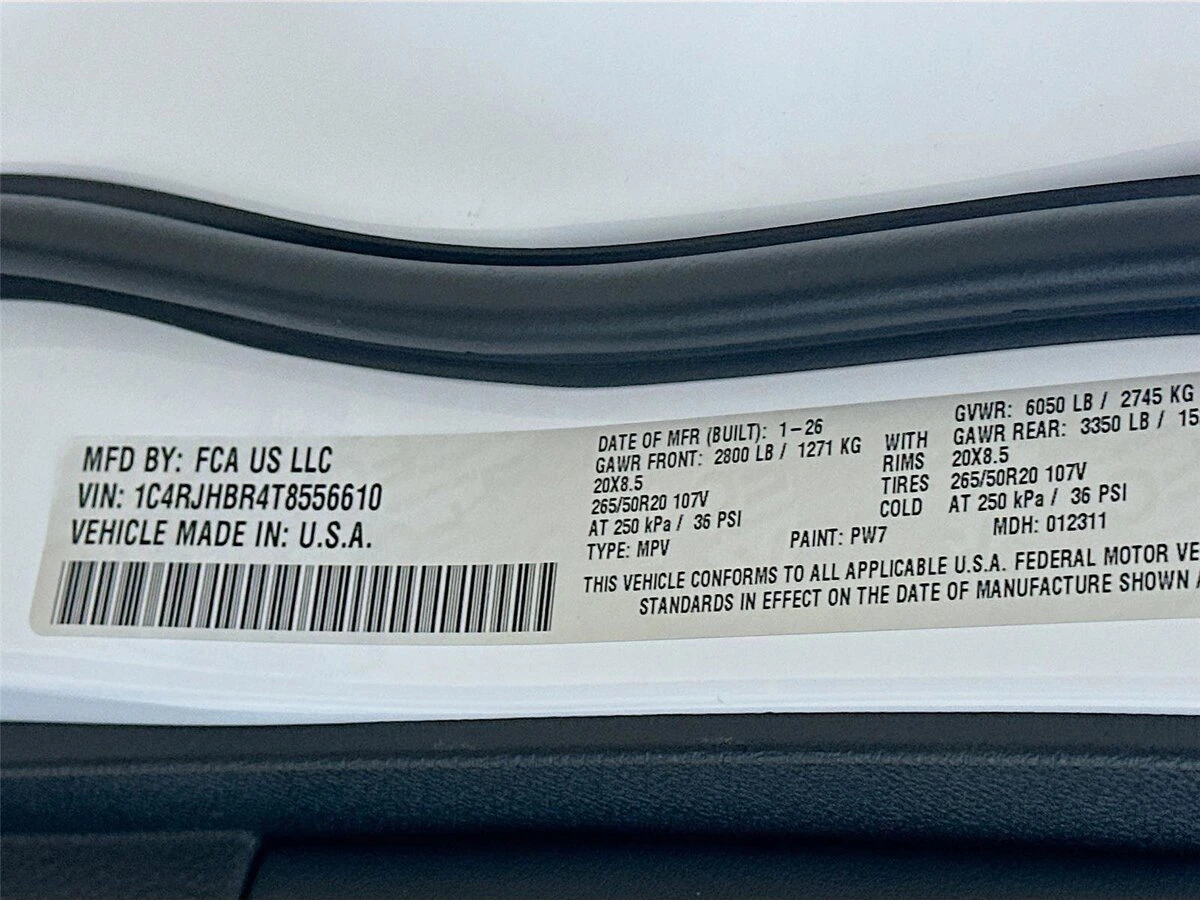 MFD BY: FCA US LLC
VIN: 1C4RJHBR4T8556610
VEHICLE MADE IN: U.S.A.
DATE OF MFR (BUILT): 1-26
GAWR FRONT: 2800 LB / 1271 KG
20X8.5
265/50R20 107V
AT 250 kPa / 36 PSI
TYPE: MPV
PAINT: PW7
WITH
RIMS
TIRES
COLD
GVWR: 6050 LB / 2745 KG
GAWR REAR: 3350 LB / 15
20X8.5
265/50R20 107V
AT 250 kPa / 36 PSI
MDH: 012311
THIS VEHICLE CONFORMS TO ALL APPLICABLE U.S.A. FEDERAL MOTOR VE
STANDARDS IN EFFECT ON THE DATE OF MANUFACTURE SHOWN A